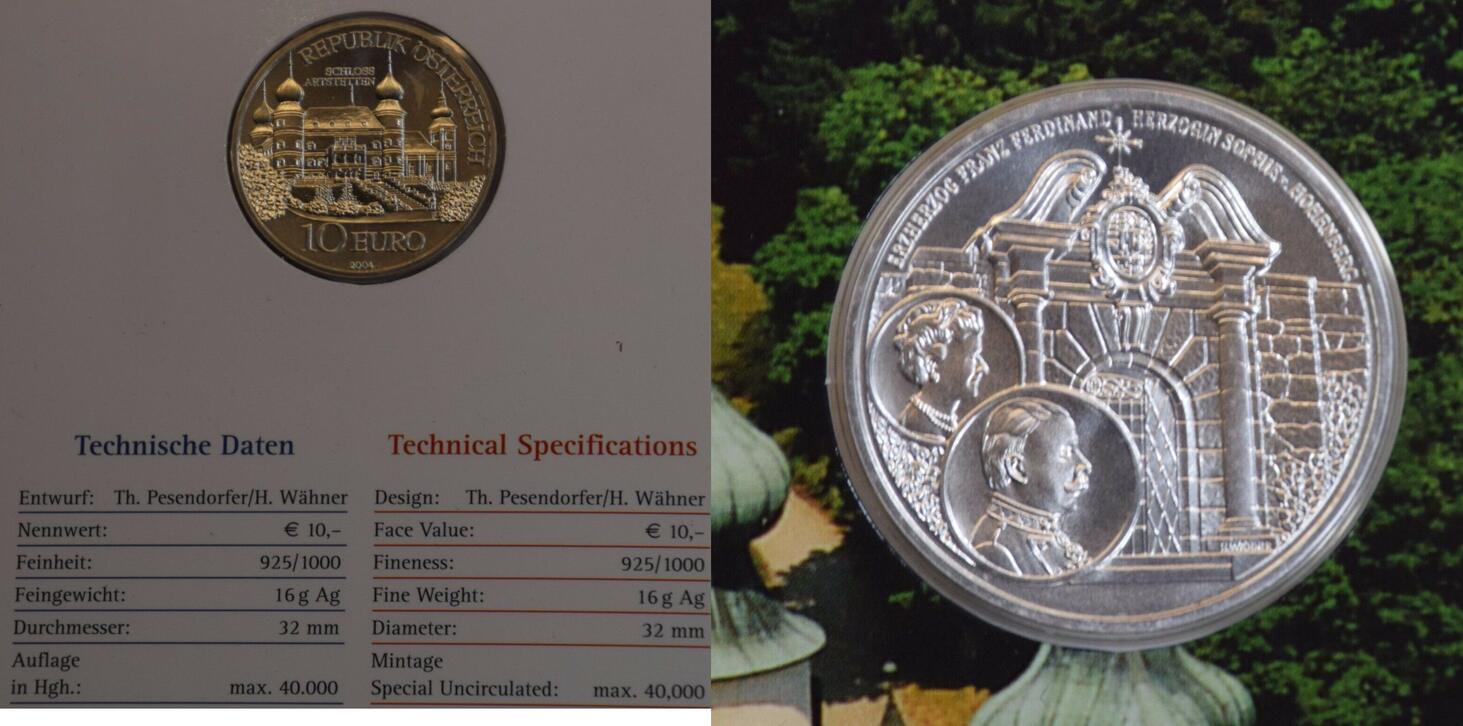 REPUBLIK ÖSTERREICH
SCHLOSS
ARTSTETTEN
10 EURO
2004
Technische Daten
Entwurf: Th. Pesendorfer/H. Wähner
Nennwert: € 10,–
Feinheit: 925/1000
Feingewicht: 16 g Ag
Durchmesser: 32 mm
Auflage
in Hgh.: max. 40.000
Technical Specifications
Design: Th. Pesendorfer/H. Wähner
Face Value: € 10,–
Fineness: 925/1000
Fine Weight: 16 g Ag
Diameter: 32 mm
Mintage
Special Uncirculated: max. 40,000
ERZHERZOG FRANZ FERDINAND HERZOGIN SOPHIE v. HOHENBERG
H.WÄHNER